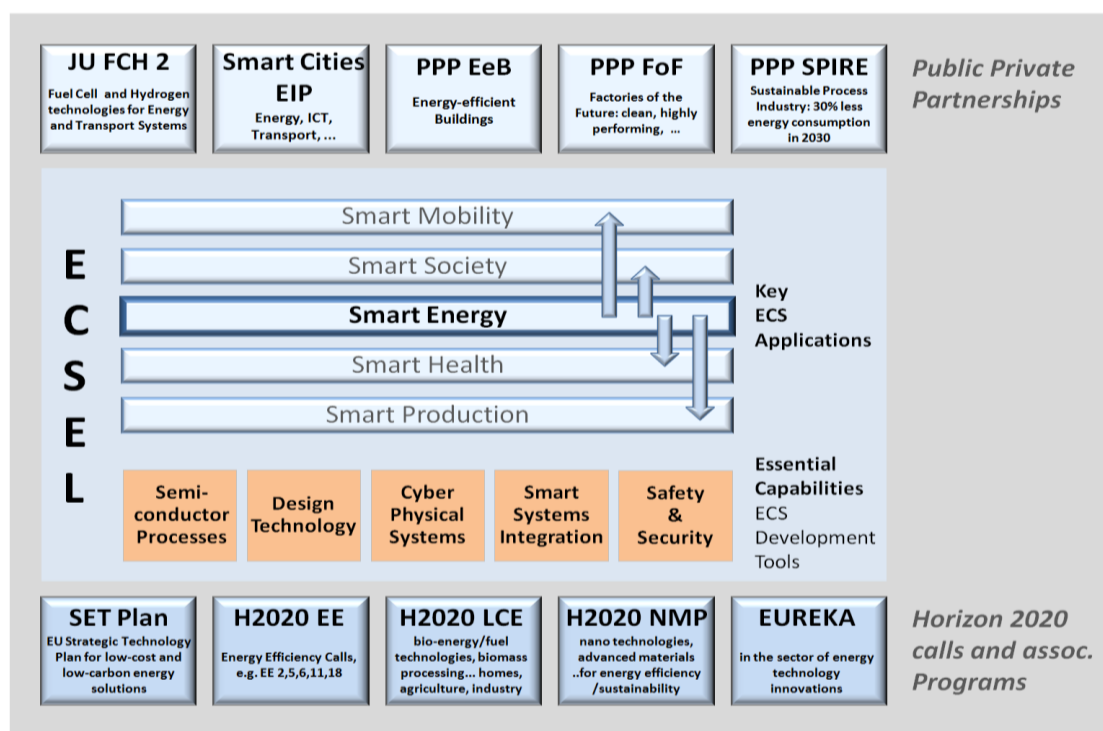 JU FCH 2
Fuel Cell and Hydrogen
technologies for Energy
and Transport Systems
Smart Cities
EIP
Energy, ICT,
Transport, ...
PPP EeB
Energy-efficient
Buildings
PPP FoF
Factories of the
Future: clean, highly
performing, ...
PPP SPIRE
Sustainable Process
Industry: 30% less
energy consumption
in 2030
Public Private
Partnerships
E
C
S
E
L
Smart Mobility
Smart Society
Smart Energy
Smart Health
Smart Production
Key
ECS
Applications
Semi-
conductor
Processes
Design
Technology
Cyber
Physical
Systems
Smart
Systems
Integration
Safety
&
Security
Essential
Capabilities
ECS
Development
Tools
SET Plan
EU Strategic Technology
Plan for low-cost and
low-carbon energy
solutions
H2020 EE
Energy Efficiency Calls,
e.g. EE 2,5,6,11,18
H2020 LCE
bio-energy/fuel
technologies, biomass
processing... homes,
agriculture, industry
H2020 NMP
nano technologies,
advanced materials
..for energy efficiency
/sustainability
EUREKA
in the sector of energy
technology
innovations
Horizon 2020
calls and assoc.
Programs